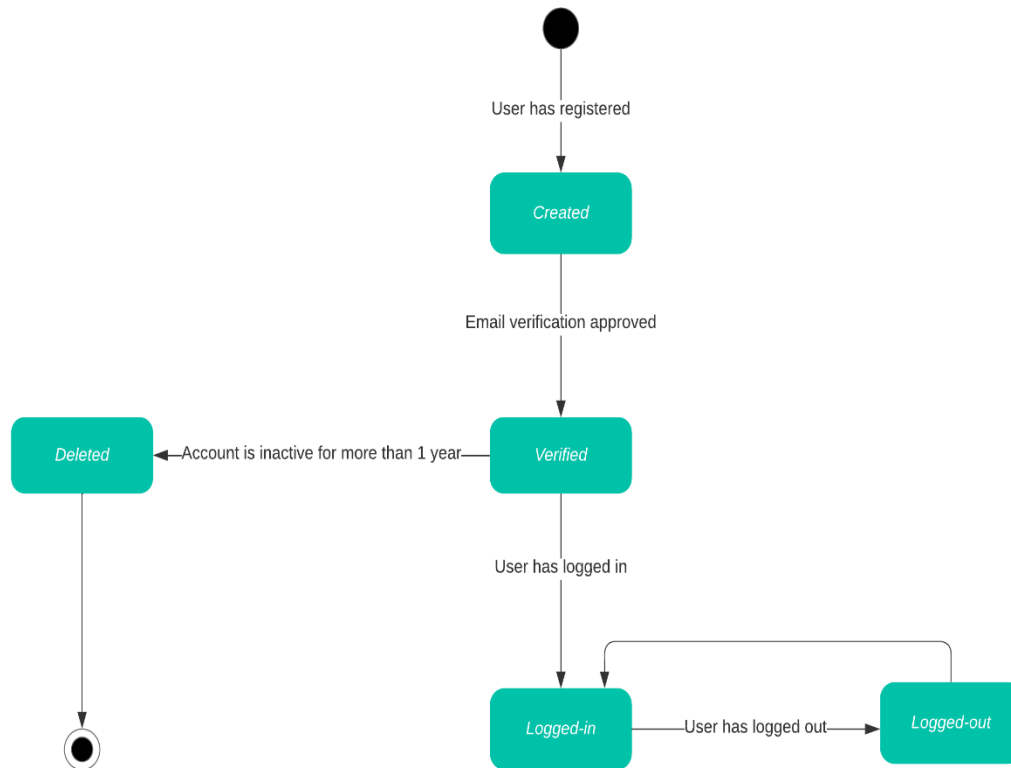 User has registered
Created
Email verification approved
Deleted
Account is inactive for more than 1 year
Verified
User has logged in
Logged-in
User has logged out
Logged-out